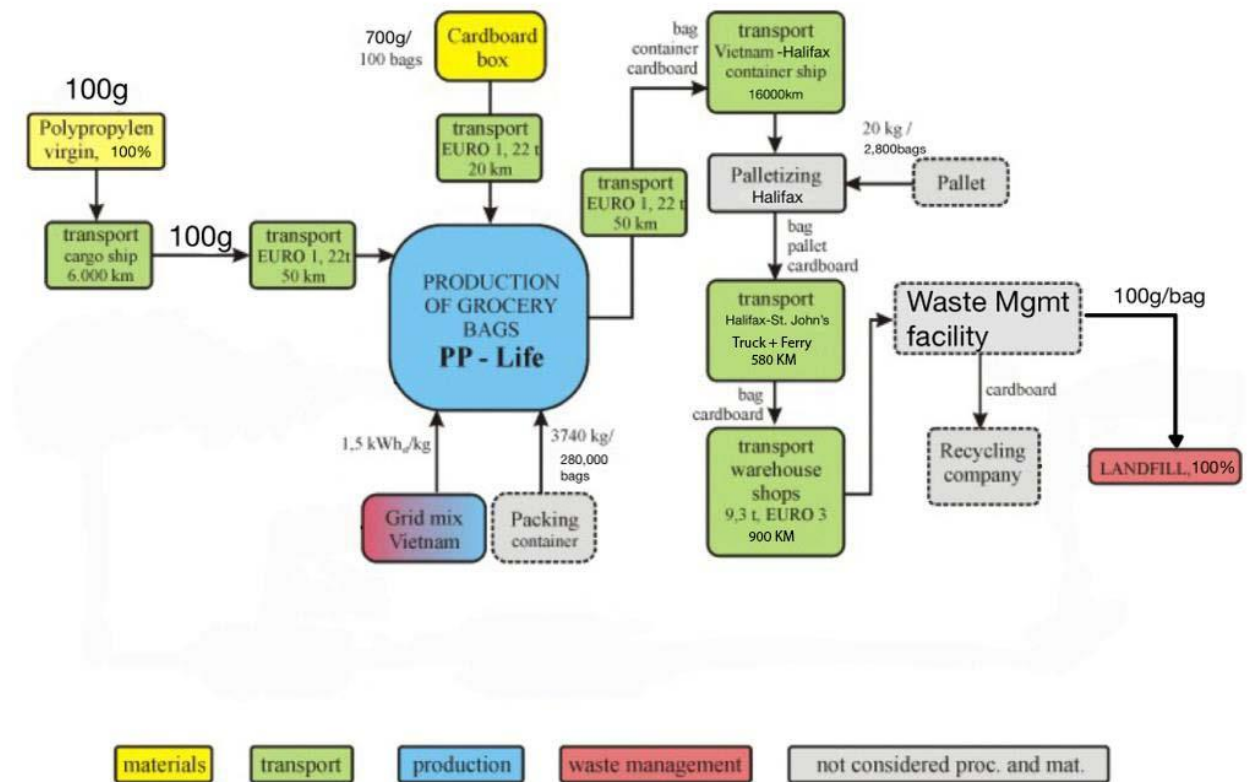 700g/
100 bags
Cardboard
box
100g
Polypropylen
virgin, 100%
transport
EURO 1, 22 t
20 km
transport
cargo ship
6.000 km
100g
transport
EURO 1, 22t
50 km
PRODUCTION
OF GROCERY
BAGS
PP - Life
1,5 kWhe/kg
Grid mix
Vietnam
3740 kg/
280,000
bags
Packing
container
transport
EURO 1, 22 t
50 km
bag
container
cardboard
transport
Vietnam -Halifax
container ship
16000km
20 kg /
2,800bags
Palletizing
Halifax
Pallet
bag
pallet
cardboard
transport
Halifax-St. John's
Truck + Ferry
580 KM
bag
cardboard
transport
warehouse
shops
9,3 t, EURO 3
900 KM
Waste Mgmt
facility
100g/bag
cardboard
Recycling
company
LANDFILL, 100%
materials
transport
production
waste management
not considered proc. and mat.